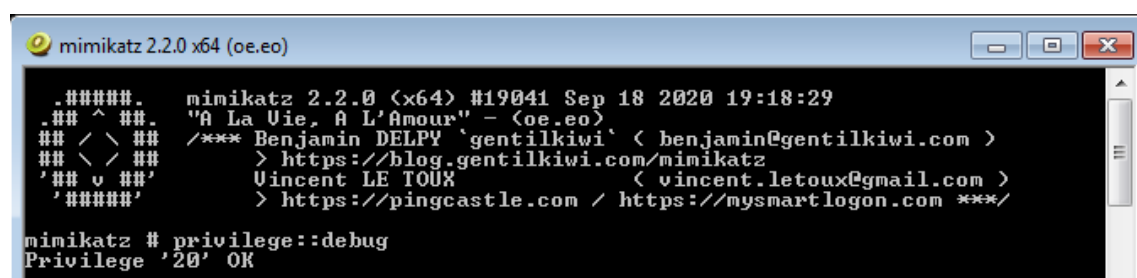 mimikatz 2.2.0 x64 (oe.eo)
.#####. mimikatz 2.2.0 (x64) #19041 Sep 18 2020 19:18:29
.## ^ ##. "A La Vie, A L'Amour" - (oe.eo)
## / \ ## /*** Benjamin DELPY `gentilkiwi` ( benjamin@gentilkiwi.com )
## \ / ## > https://blog.gentilkiwi.com/mimikatz
'## v ##' Vincent LE TOUX ( vincent.letoux@gmail.com )
'#####' > https://pingcastle.com / https://mysmartlogon.com ***/
mimikatz # privilege::debug
Privilege '20' OK